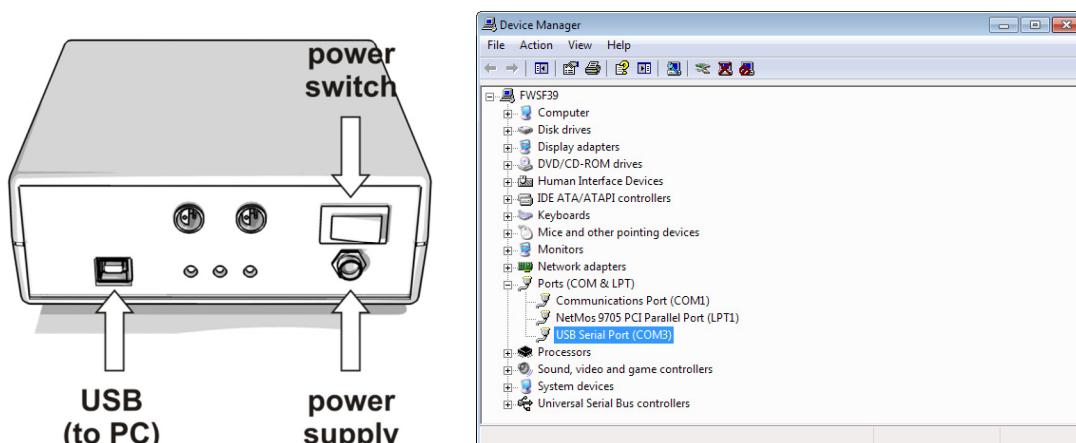 power
switch
USB
(to PC)
power
supply
Device Manager
File Action View Help
FWSF39
Computer
Disk drives
Display adapters
DVD/CD-ROM drives
Human Interface Devices
IDE ATA/ATAPI controllers
Keyboards
Mice and other pointing devices
Monitors
Network adapters
Ports (COM & LPT)
Communications Port (COM1)
NetMos 9705 PCI Parallel Port (LPT1)
USB Serial Port (COM3)
Processors
Sound, video and game controllers
System devices
Universal Serial Bus controllers